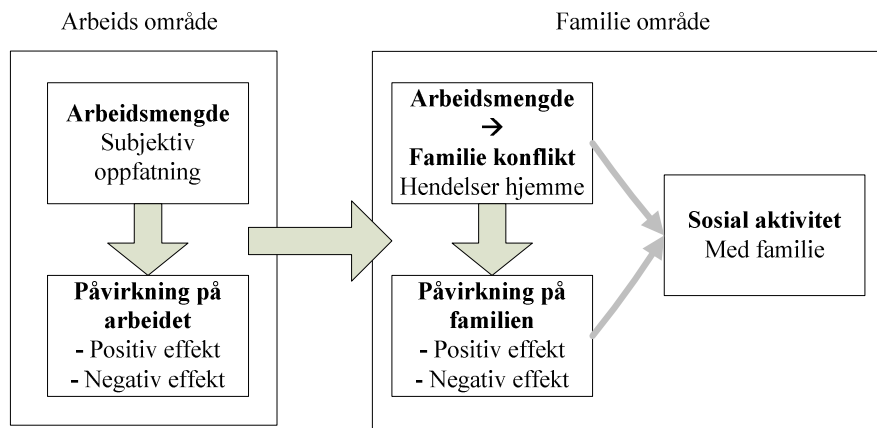 Arbeids område
Familie område
Arbeidsmengde
Subjektiv
oppfatning
Påvirkning på
arbeidet
- Positiv effekt
- Negativ effekt
Arbeidsmengde
→
Familie konflikt
Hendelser hjemme
Påvirkning på
familien
- Positiv effekt
- Negativ effekt
Sosial aktivitet
Med familie